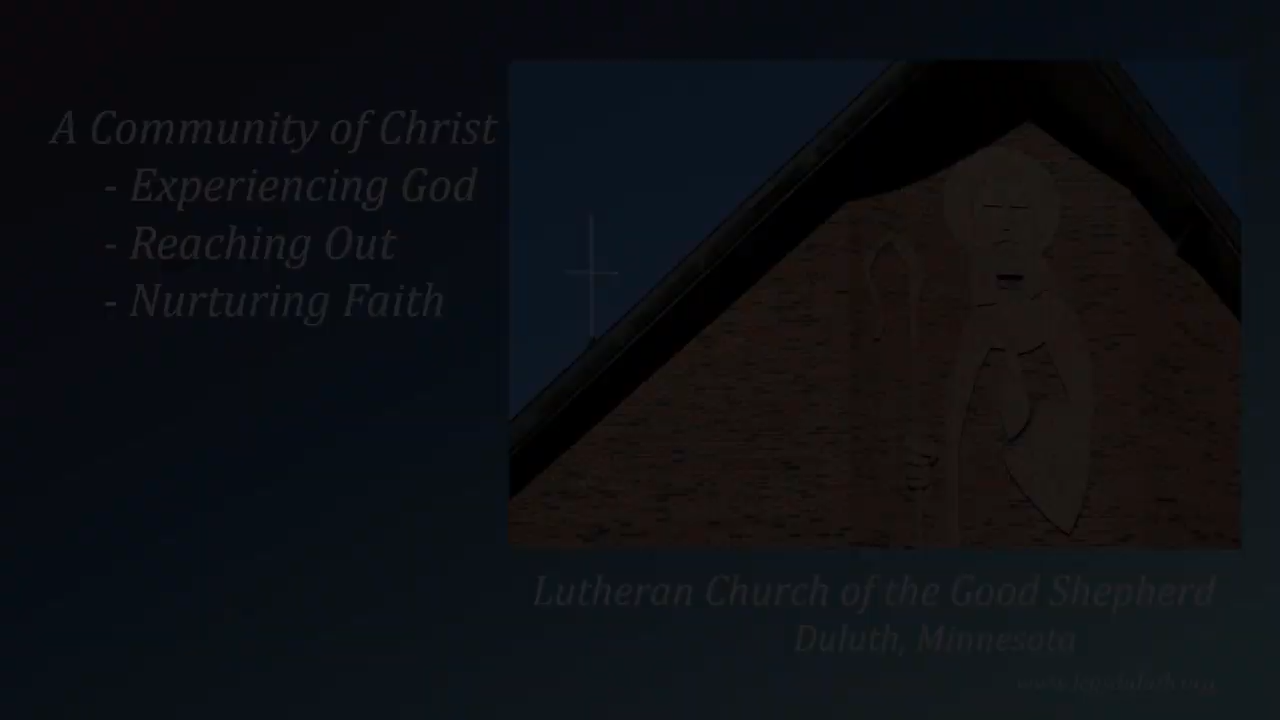 A Community of Christ
- Experiencing God
- Reaching Out
- Nurturing Faith
Lutheran Church of the Good Shepherd
Duluth, Minnesota